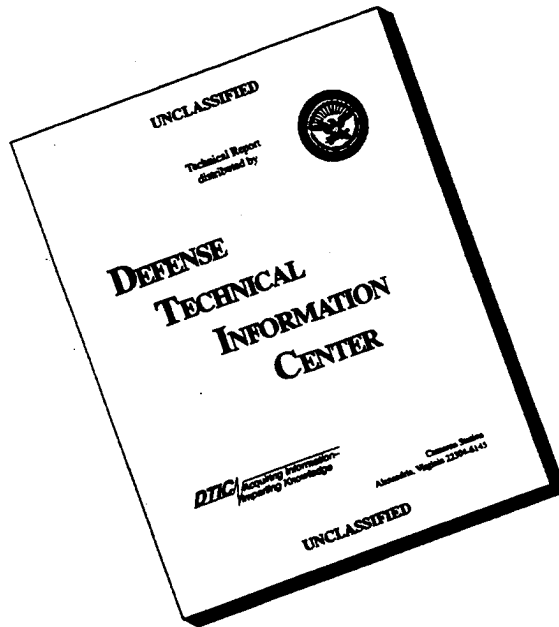 UNCLASSIFIED
Technical Report
distributed by
DEFENSE
TECHNICAL
INFORMATION
CENTER
DTIC
Acquiring Information—
Imparting Knowledge
Cameron Station
Alexandria, Virginia 22304-6145
UNCLASSIFIED